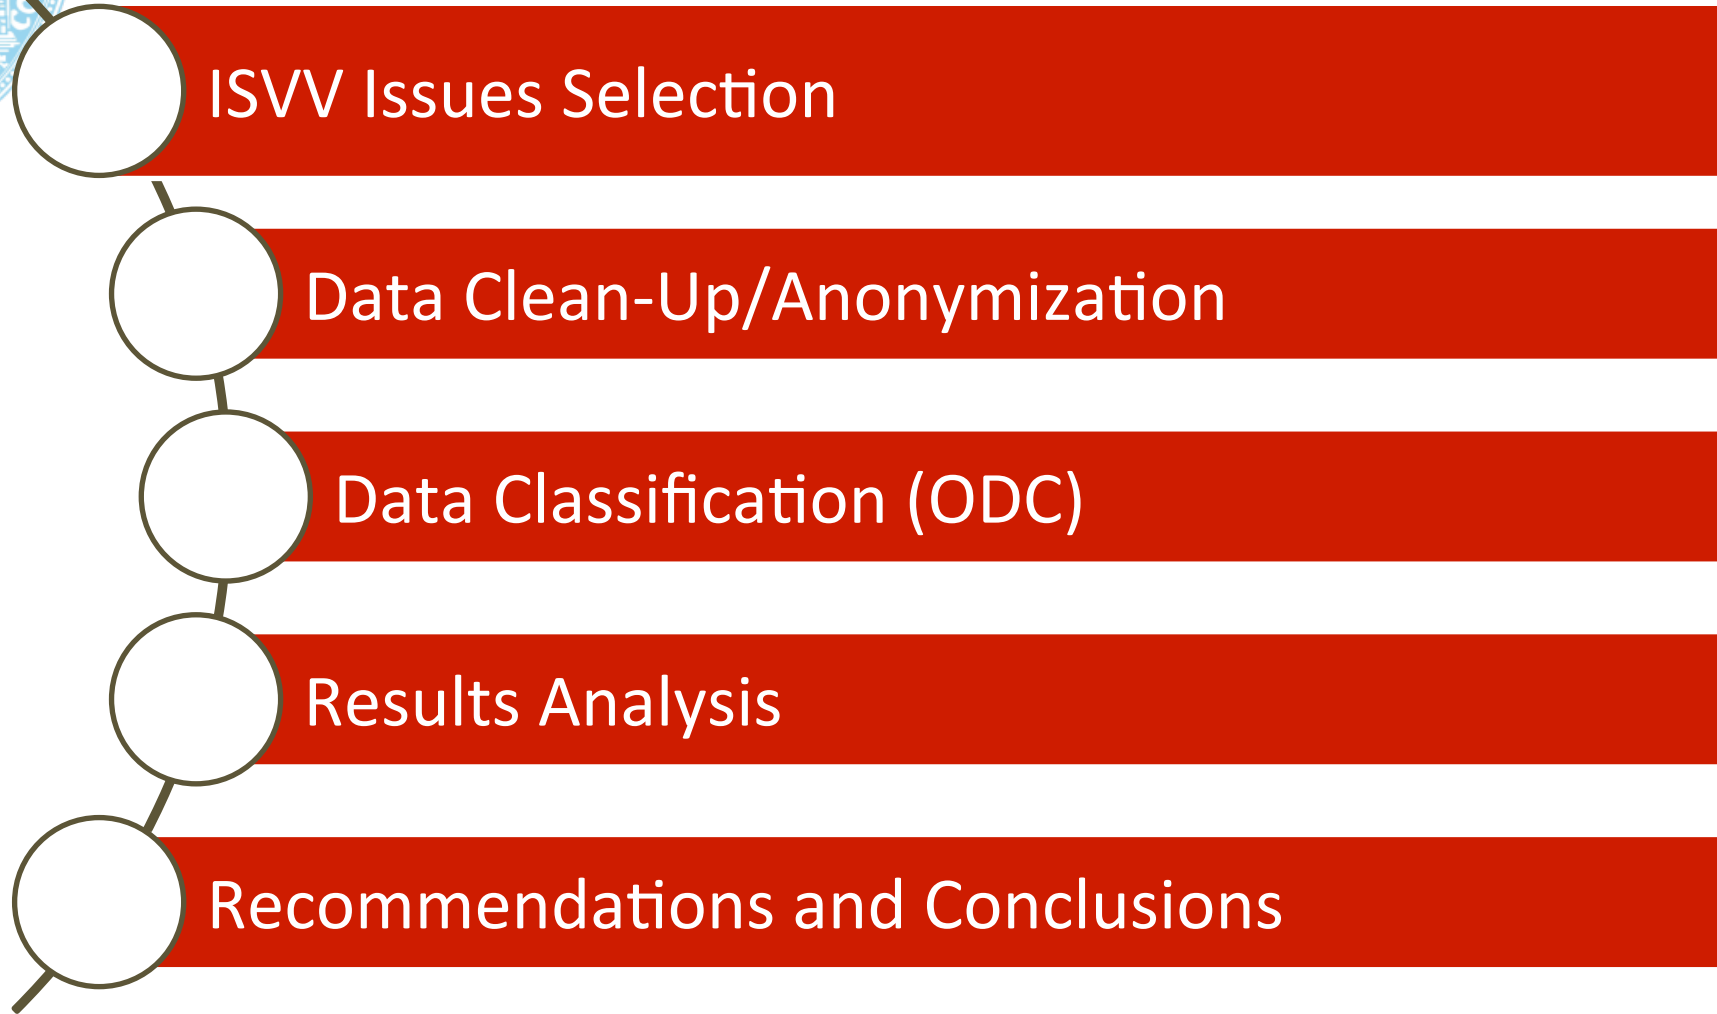 ISVV Issues Selection
Data Clean-Up/Anonymization
Data Classification (ODC)
Results Analysis
Recommendations and Conclusions